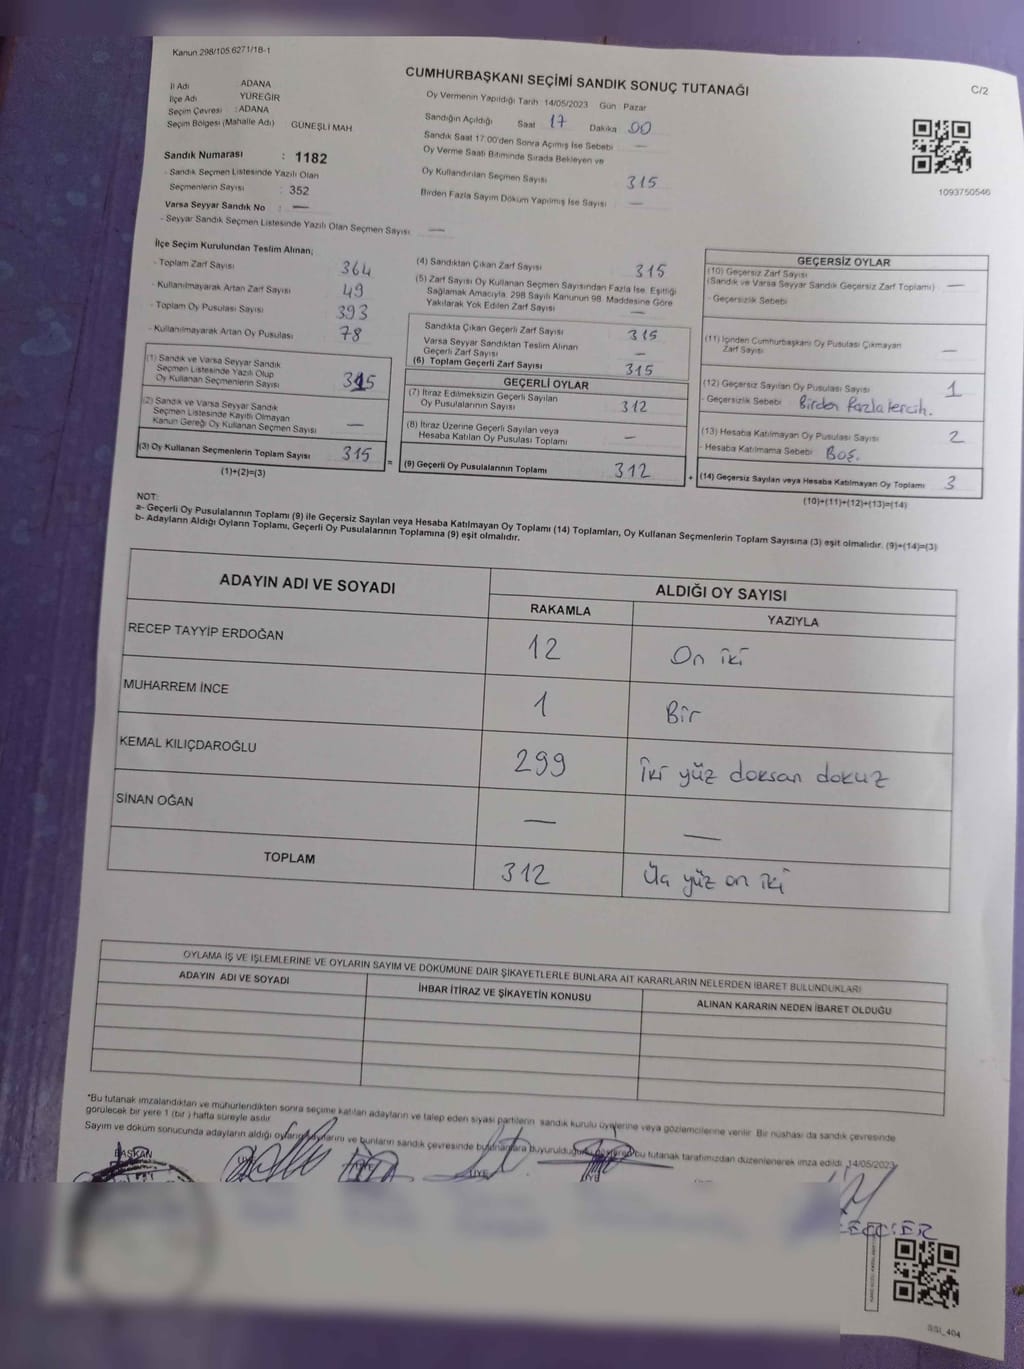 Kanun 298/105.6271/18-1
CUMHURBAŞKANI SEÇİMİ SANDIK SONUÇ TUTANAĞI
C/2
İl Adı ADANA
İlçe Adı YÜREĞİR
Seçim Çevresi : ADANA
Seçim Bölgesi (Mahalle Adı) GÜNEŞLİ MAH
Sandık Numarası : 1182
- Sandık Seçmen Listesinde Yazılı Olan
Seçmenlerin Sayısı : 352
Varsa Seyyar Sandık No : —
- Seyyar Sandık Seçmen Listesinde Yazılı Olan Seçmen Sayısı —
Oy Vermenin Yapıldığı Tarih 14/05/2023 Gün Pazar
Sandığın Açıldığı Saat 17 Dakika 00
Sandık Saat 17:00'den Sonra Açımış İse Sebebi —
Oy Verme Saati Bitiminde Sırada Bekleyen ve
Oy Kullandırılan Seçmen Sayısı 315
Birden Fazla Sayım Döküm Yapılmış İse Sayısı —
1093750546
İlçe Seçim Kurulundan Teslim Alınan;
- Toplam Zarf Sayısı 364
- Kullanılmayarak Artan Zarf Sayısı 49
- Toplam Oy Pusulası Sayısı 393
- Kullanılmayarak Artan Oy Pusulası 78
(1) Sandık ve Varsa Seyyar Sandık
Seçmen Listesinde Yazılı Olup
Oy Kullanan Seçmenlerin Sayısı 315
(2) Sandık ve Varsa Seyyar Sandık
Seçmen Listesinde Kayıtlı Olmayan
Kanun Gereği Oy Kullanan Seçmen Sayısı —
(3) Oy Kullanan Seçmenlerin Toplam Sayısı 315
(1)+(2)=(3)
(4) Sandıktan Çıkan Zarf Sayısı 315
(5) Zarf Sayısı Oy Kullanan Seçmen Sayısından Fazla İse, Eşitliği
Sağlamak Amacıyla, 298 Sayılı Kanunun 98. Maddesine Göre
Yakılarak Yok Edilen Zarf Sayısı —
Sandıkta Çıkan Geçerli Zarf Sayısı 315
Varsa Seyyar Sandıktan Teslim Alınan
Geçerli Zarf Sayısı —
(6) Toplam Geçerli Zarf Sayısı 315
GEÇERLİ OYLAR
(7) İtiraz Edilmeksizin Geçerli Sayılan
Oy Pusulalarının Sayısı 312
(8) İtiraz Üzerine Geçerli Sayılan veya
Hesaba Katılan Oy Pusulası Toplamı —
= (9) Geçerli Oy Pusulalarının Toplamı 312
GEÇERSİZ OYLAR
(10) Geçersiz Zarf Sayısı
(Sandık ve Varsa Seyyar Sandık Geçersiz Zarf Toplamı) —
- Geçersizlik Sebebi
(11) İçinden Cumhurbaşkanı Oy Pusulası Çıkmayan
Zarf Sayısı —
(12) Geçersiz Sayılan Oy Pusulası Sayısı 1
- Geçersizlik Sebebi Birden fazla tercih.
(13) Hesaba Katılmayan Oy Pusulası Sayısı 2
- Hesaba Katılmama Sebebi Boş.
+ (14) Geçersiz Sayılan veya Hesaba Katılmayan Oy Toplamı 3
(10)+(11)+(12)+(13)=(14)
NOT:
a- Geçerli Oy Pusulalarının Toplamı (9) ile Geçersiz Sayılan veya Hesaba Katılmayan Oy Toplamı (14) Toplamları, Oy Kullanan Seçmenlerin Toplam Sayısına (3) eşit olmalıdır. (9)+(14)=(3)
b- Adayların Aldığı Oyların Toplamı, Geçerli Oy Pusulalarının Toplamına (9) eşit olmalıdır.
ADAYIN ADI VE SOYADI ALDIĞI OY SAYISI
RAKAMLA YAZIYLA
RECEP TAYYİP ERDOĞAN 12 On iki
MUHARREM İNCE 1 Bir
KEMAL KILIÇDAROĞLU 299 İki yüz doksan dokuz
SİNAN OĞAN — —
TOPLAM 312 Üç yüz on iki
OYLAMA İŞ VE İŞLEMLERİNE VE OYLARIN SAYIM VE DÖKÜMÜNE DAİR ŞİKAYETLERLE BUNLARA AİT KARARLARIN NELERDEN İBARET BULUNDUKLARI
ADAYIN ADI VE SOYADI İHBAR İTİRAZ VE ŞİKAYETİN KONUSU ALINAN KARARIN NEDEN İBARET OLDUĞU
*Bu tutanak imzalandıktan ve mühürlendikten sonra seçime katılan adayların ve talep eden siyasi partilerin sandık kurulu üyelerine veya gözlemcilerine verilir. Bir nüshası da sandık çevresinde
görülecek bir yere 1 (bir) hafta süreyle asılır.
Sayım ve döküm sonucunda adayların aldığı oyların sayılarını ve bunların sandık çevresinde bu tutanak tarafımızdan düzenlenerek imza edildi. 14/05/2023
BAŞKAN ÜYE
SSI_404